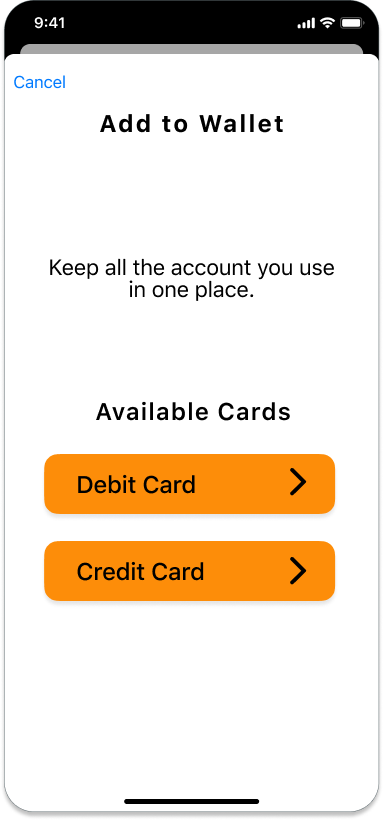 9:41
Cancel
Add to Wallet
Keep all the account you use
in one place.
Available Cards
Debit Card
Credit Card